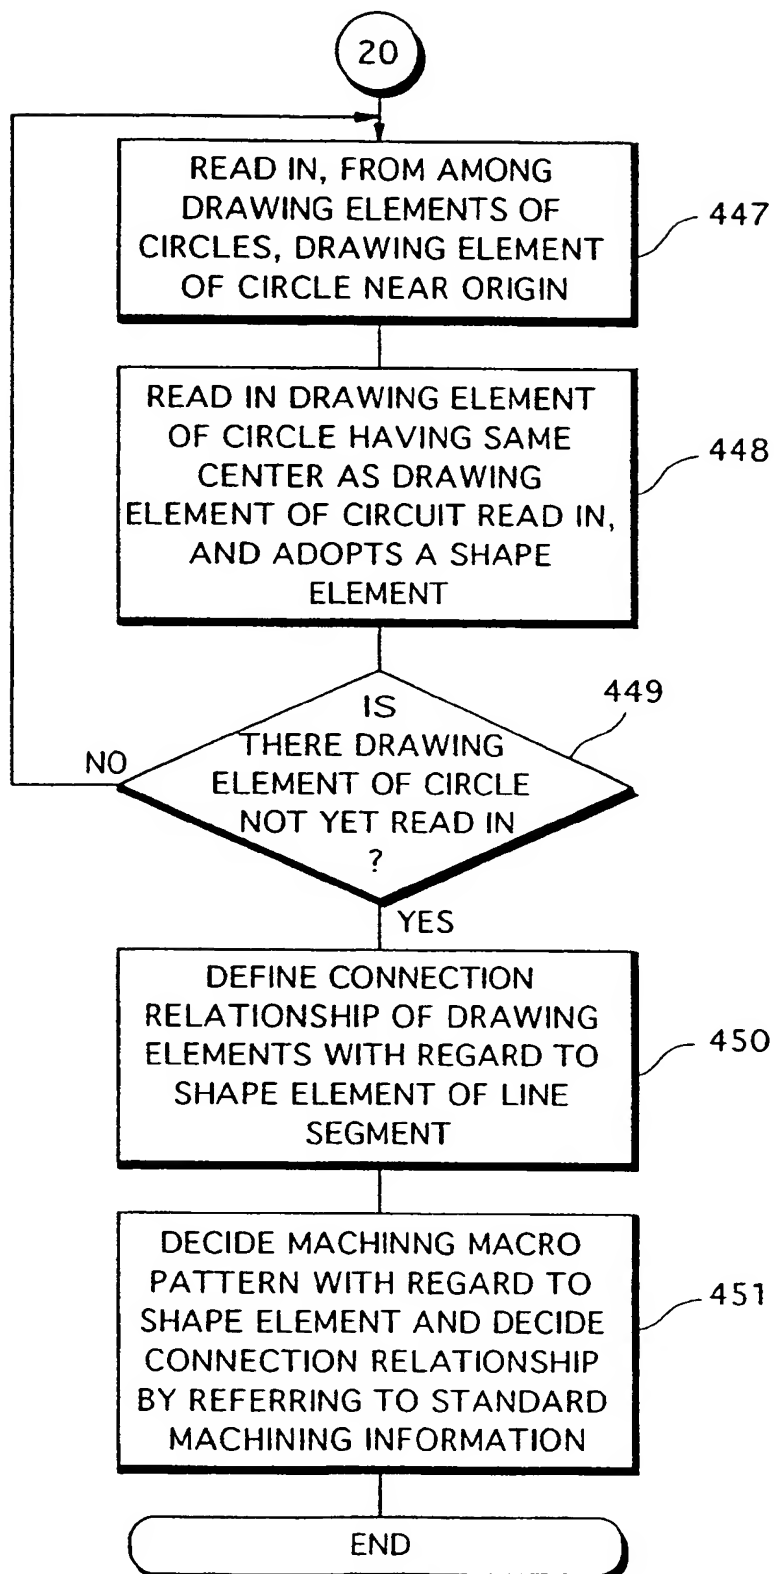 20
READ IN, FROM AMONG
DRAWING ELEMENTS OF
CIRCLES, DRAWING ELEMENT
OF CIRCLE NEAR ORIGIN
447
READ IN DRAWING ELEMENT
OF CIRCLE HAVING SAME
CENTER AS DRAWING
ELEMENT OF CIRCUIT READ IN,
AND ADOPTS A SHAPE
ELEMENT
448
IS
THERE DRAWING
ELEMENT OF CIRCLE
NOT YET READ IN
?
449
NO
YES
DEFINE CONNECTION
RELATIONSHIP OF DRAWING
ELEMENTS WITH REGARD TO
SHAPE ELEMENT OF LINE
SEGMENT
450
DECIDE MACHINNG MACRO
PATTERN WITH REGARD TO
SHAPE ELEMENT AND DECIDE
CONNECTION RELATIONSHIP
BY REFERRING TO STANDARD
MACHINING INFORMATION
451
END